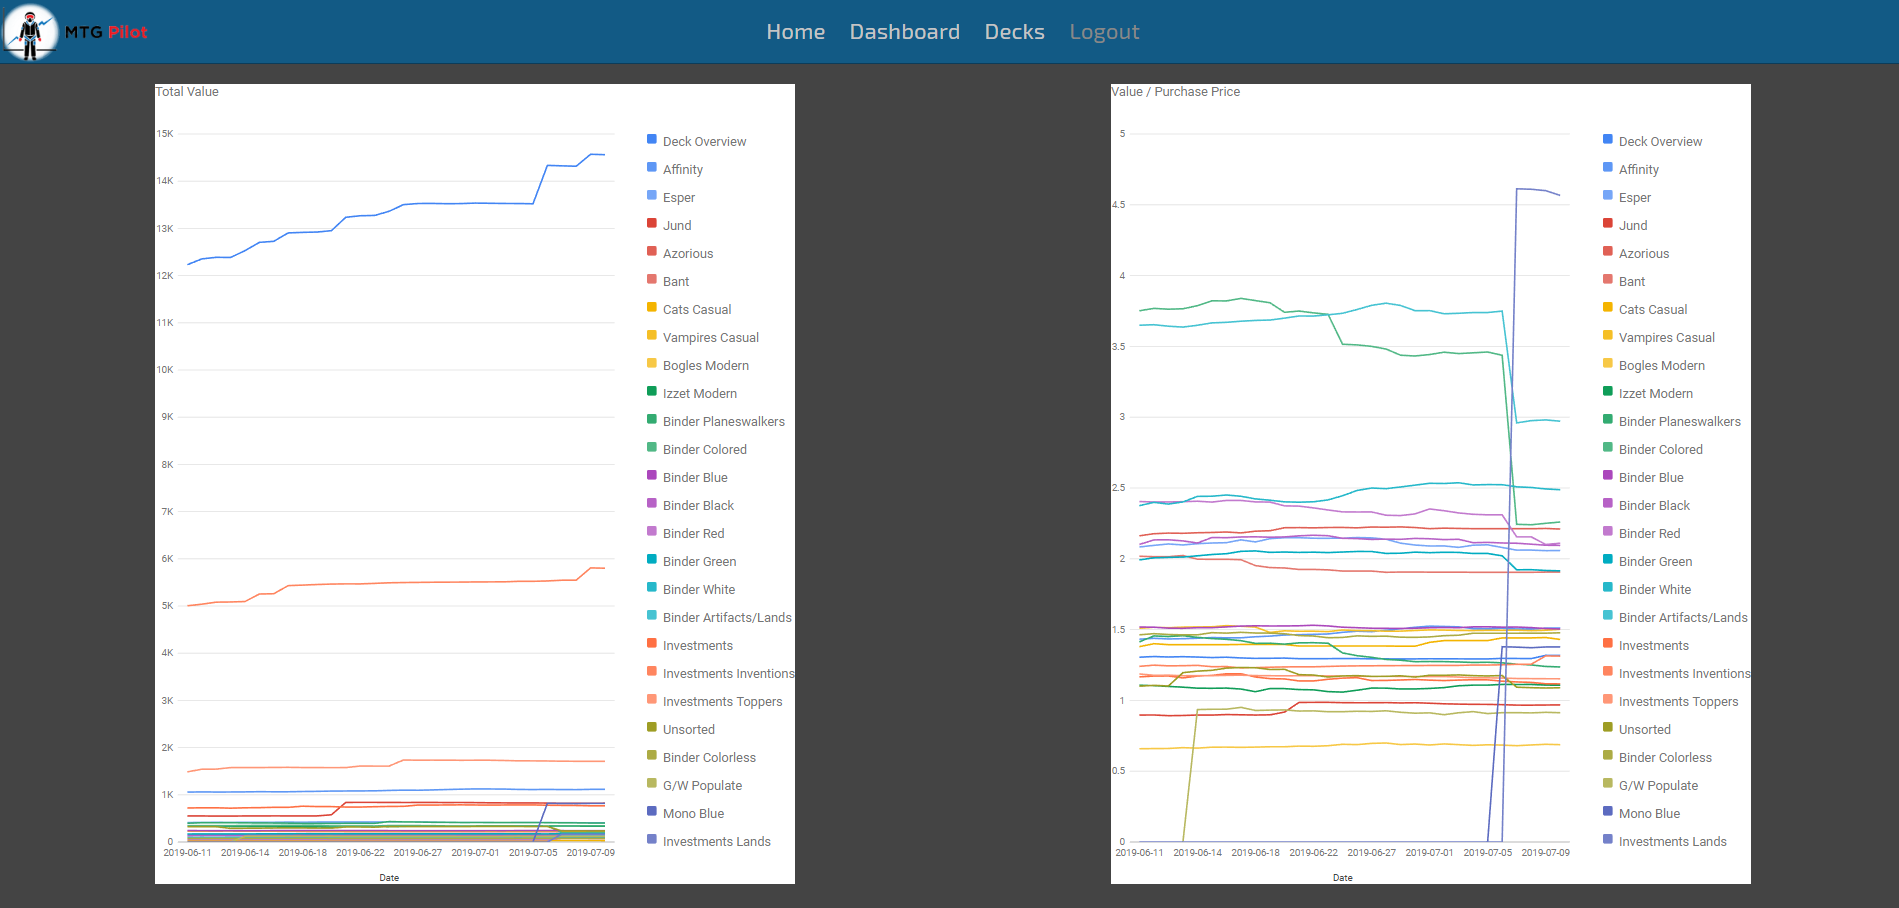 MTG Pilot
Home Dashboard Decks Logout
Total Value
15K
14K
13K
12K
11K
10K
9K
8K
7K
6K
5K
4K
3K
2K
1K
0
2019-06-11 2019-06-14 2019-06-18 2019-06-22 2019-06-27 2019-07-01 2019-07-05 2019-07-09
Date
Deck Overview
Affinity
Esper
Jund
Azorious
Bant
Cats Casual
Vampires Casual
Bogles Modern
Izzet Modern
Binder Planeswalkers
Binder Colored
Binder Blue
Binder Black
Binder Red
Binder Green
Binder White
Binder Artifacts/Lands
Investments
Investments Inventions
Investments Toppers
Unsorted
Binder Colorless
G/W Populate
Mono Blue
Investments Lands
Value / Purchase Price
5
4.5
4
3.5
3
2.5
2
1.5
1
0.5
0
2019-06-11 2019-06-14 2019-06-18 2019-06-22 2019-06-27 2019-07-01 2019-07-05 2019-07-09
Date
Deck Overview
Affinity
Esper
Jund
Azorious
Bant
Cats Casual
Vampires Casual
Bogles Modern
Izzet Modern
Binder Planeswalkers
Binder Colored
Binder Blue
Binder Black
Binder Red
Binder Green
Binder White
Binder Artifacts/Lands
Investments
Investments Inventions
Investments Toppers
Unsorted
Binder Colorless
G/W Populate
Mono Blue
Investments Lands